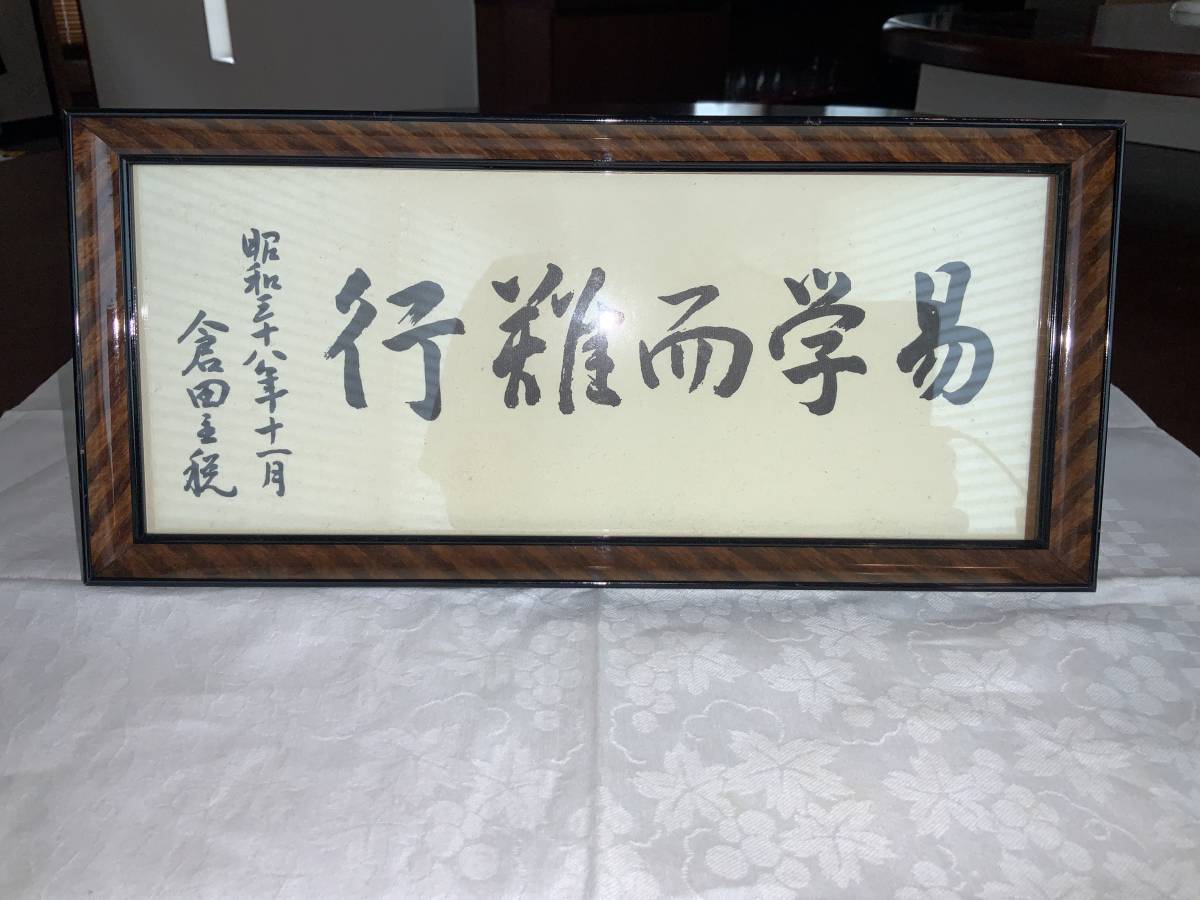 易学而難行
昭和三十八年十一月
倉田主税